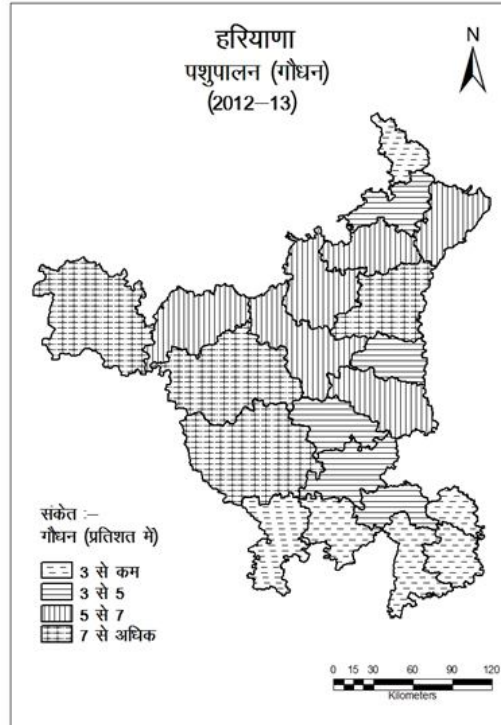 हरियाणा
पशुपालन (गौधन)
(2012–13)
N
संकेत :–
गौधन (प्रतिशत में)
3 से कम
3 से 5
5 से 7
7 से अधिक
0 15 30 60 90 120
Kilometers